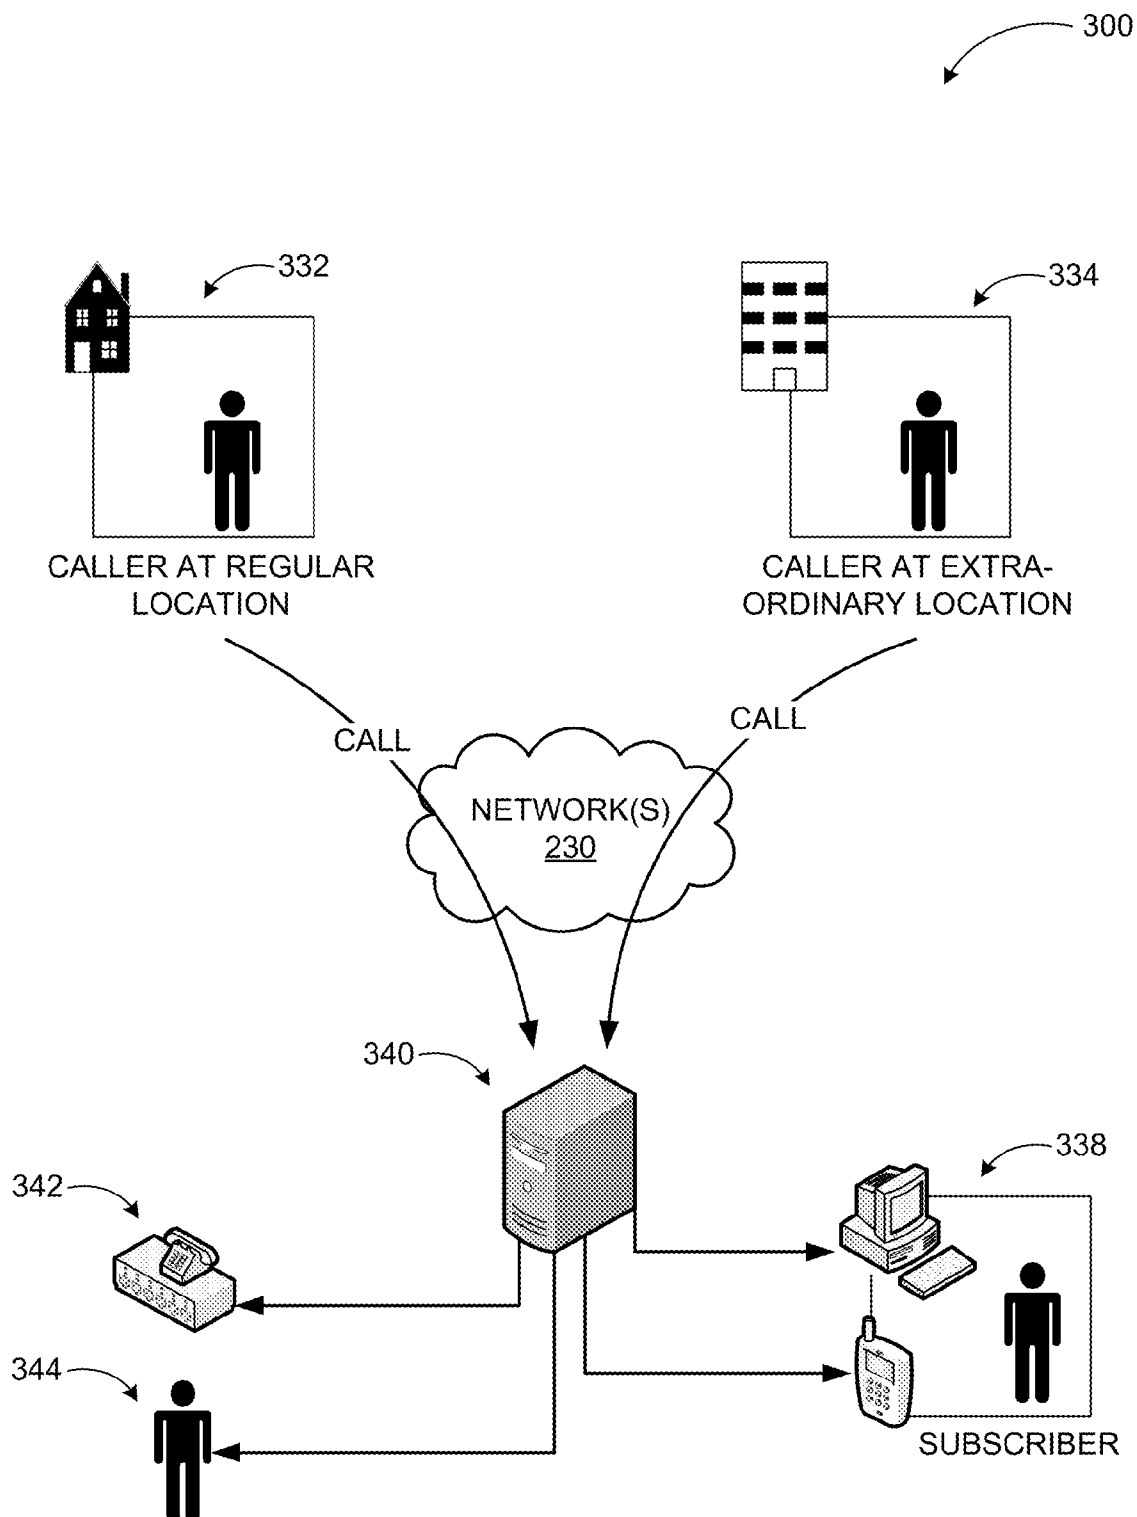 300
332
334
CALLER AT REGULAR
LOCATION
CALLER AT EXTRA-
ORDINARY LOCATION
CALL
CALL
NETWORK(S)
230
340
338
342
344
SUBSCRIBER